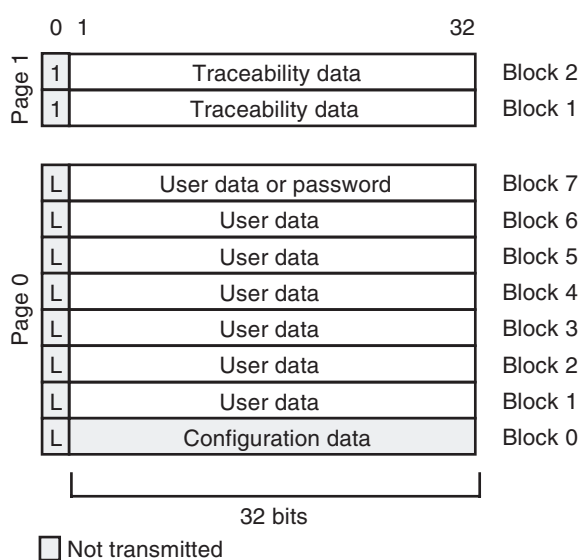 0 1 32
Page 1
1 Traceability data Block 2
1 Traceability data Block 1
Page 0
L User data or password Block 7
L User data Block 6
L User data Block 5
L User data Block 4
L User data Block 3
L User data Block 2
L User data Block 1
L Configuration data Block 0
32 bits
Not transmitted